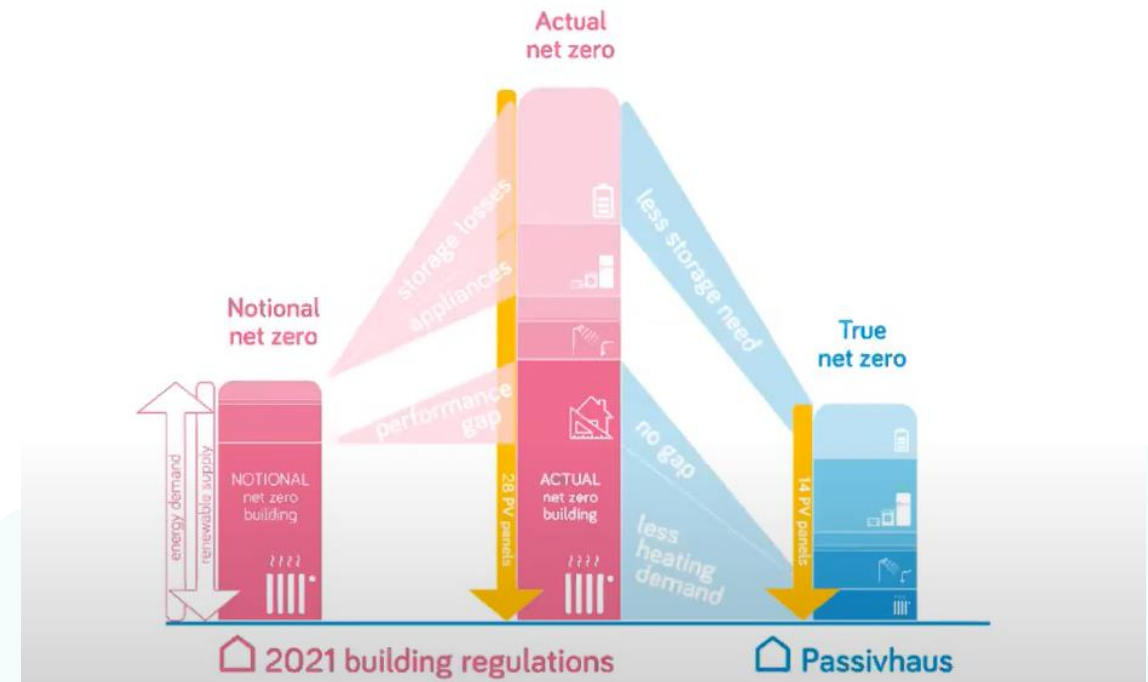 Actual
net zero
storage losses
appliances
less storage need
Notional
net zero
True
net zero
performance
gap
no gap
energy demand
renewable supply
NOTIONAL
net zero
building
28 PV panels
ACTUAL
net zero
building
less
heating
demand
14 PV panels
2021 building regulations
Passivhaus